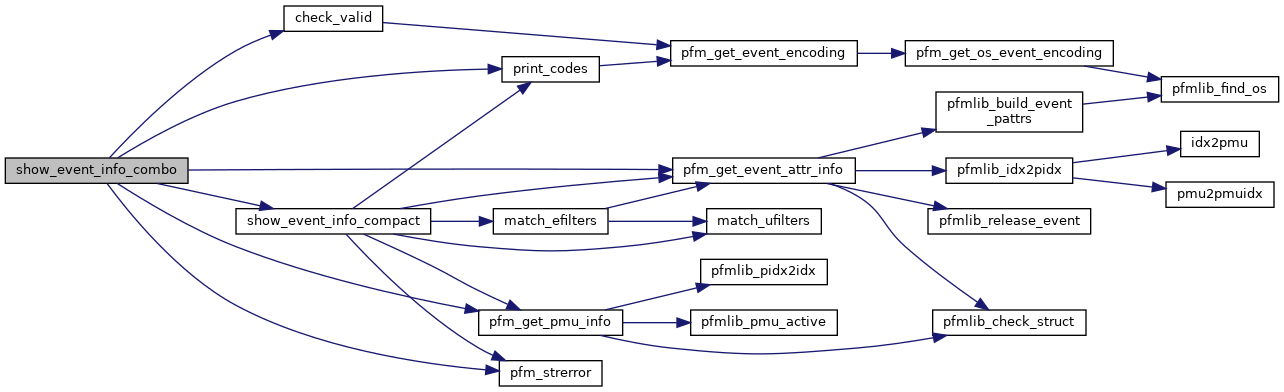 check_valid
pfm_get_event_encoding
pfm_get_os_event_encoding
print_codes
pfmlib_find_os
pfmlib_build_event
_pattrs
idx2pmu
show_event_info_combo
pfm_get_event_attr_info
pfmlib_idx2pidx
pmu2pmuidx
show_event_info_compact
match_efilters
match_ufilters
pfmlib_release_event
pfmlib_pidx2idx
pfm_get_pmu_info
pfmlib_pmu_active
pfmlib_check_struct
pfm_strerror